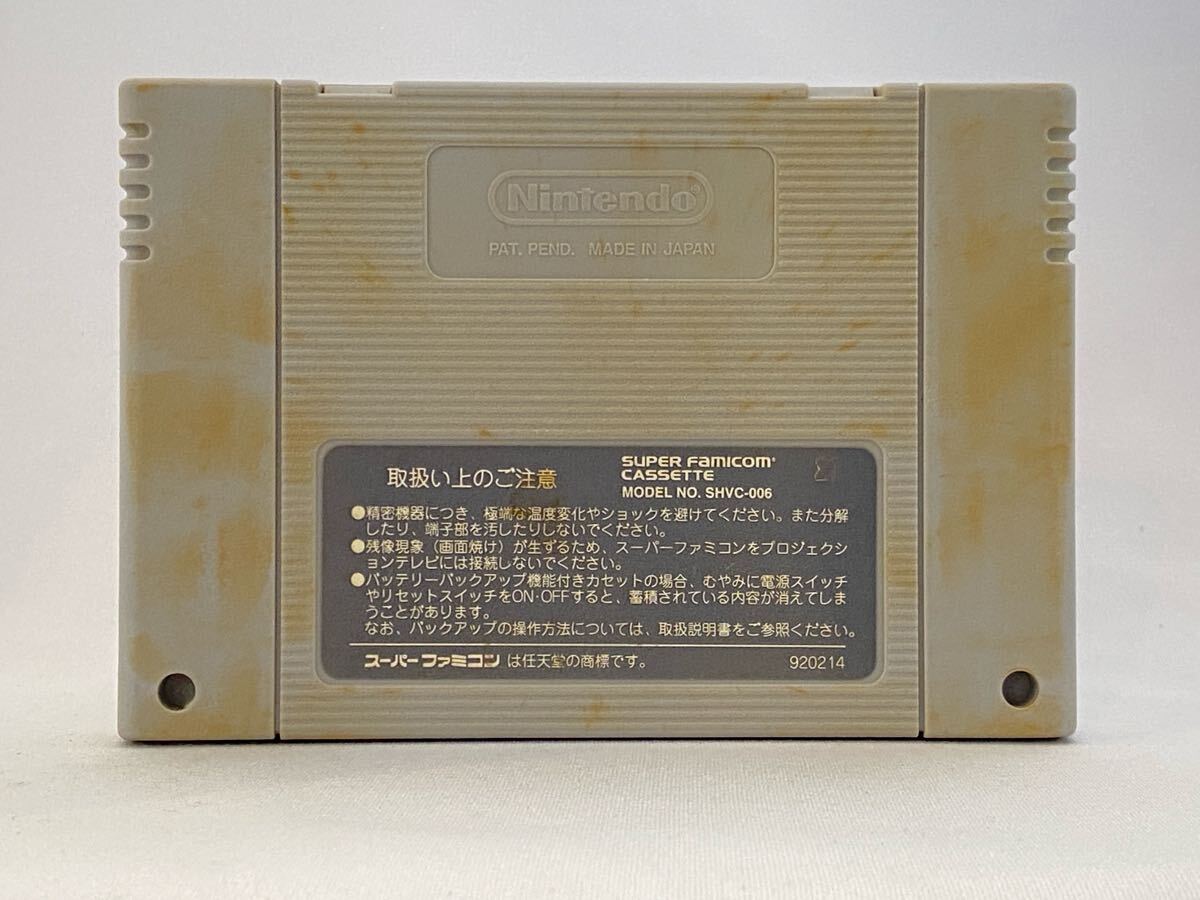 Nintendo®
PAT. PEND. MADE IN JAPAN
取扱い上のご注意
SUPER FAMICOM®
CASSETTE
MODEL NO. SHVC-006
●精密機器につき、極端な温度変化やショックを避けてください。また分解
したり、端子部を汚したりしないでください。
●残像現象（画面焼け）が生ずるため、スーパーファミコンをプロジェクシ
ョンテレビには接続しないでください。
●バッテリーバックアップ機能付きカセットの場合、むやみに電源スイッチ
やリセットスイッチをON·OFFすると、蓄積されている内容が消えてしま
うことがあります。
なお、バックアップの操作方法については、取扱説明書をご参照ください。
スーパーファミコン は任天堂の商標です。
920214